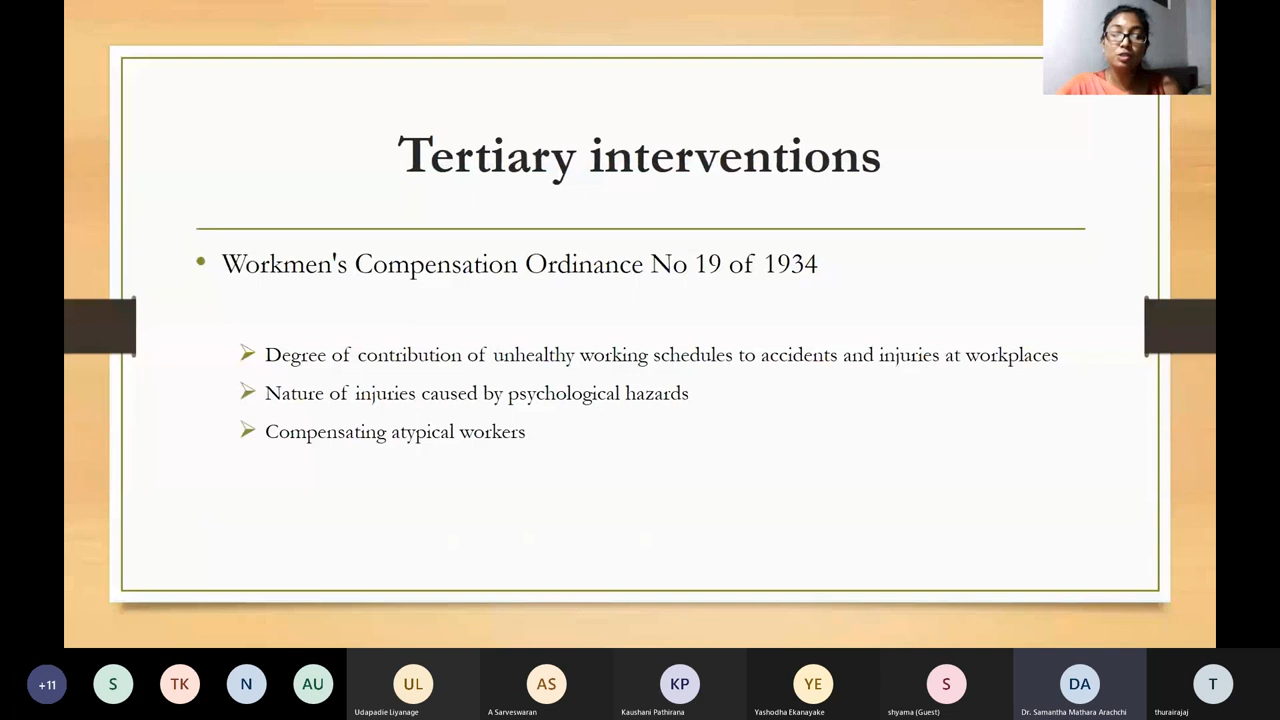 Tertiary interventions
Workmen's Compensation Ordinance No 19 of 1934
Degree of contribution of unhealthy working schedules to accidents and injuries at workplaces
Nature of injuries caused by psychological hazards
Compensating atypical workers
+11 S TK N AU UL AS KP YE S DA T
Udapadie Liyanage A Sarveswaran Kaushani Pathirana Yashodha Ekanayake shyama (Guest) Dr. Samantha Mathara Arachchi thurairajaj